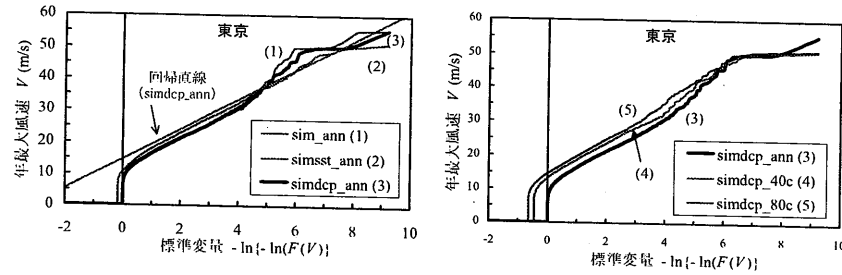 東京
年最大風速 V (m/s)
60
50
40
30
20
10
0
回帰直線
(simdcp_ann)
(1)
(3)
(2)
sim_ann (1)
simsst_ann (2)
simdcp_ann (3)
-2
0
2
4
6
8
10
標準変量 -ln{-ln(F(V)}
東京
年最大風速 V (m/s)
60
50
40
30
20
10
0
(5)
(3)
(4)
simdcp_ann (3)
simdcp_40c (4)
simdcp_80c (5)
-2
0
2
4
6
8
10
標準変量 -ln{-ln(F(V)}